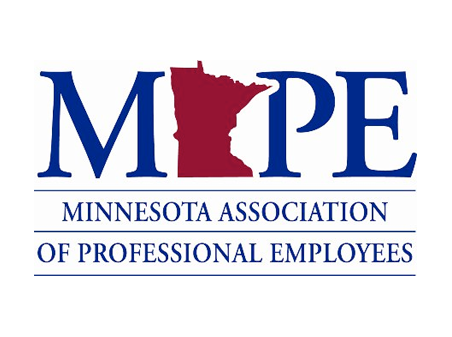 M PE
MINNESOTA ASSOCIATION
OF PROFESSIONAL EMPLOYEES